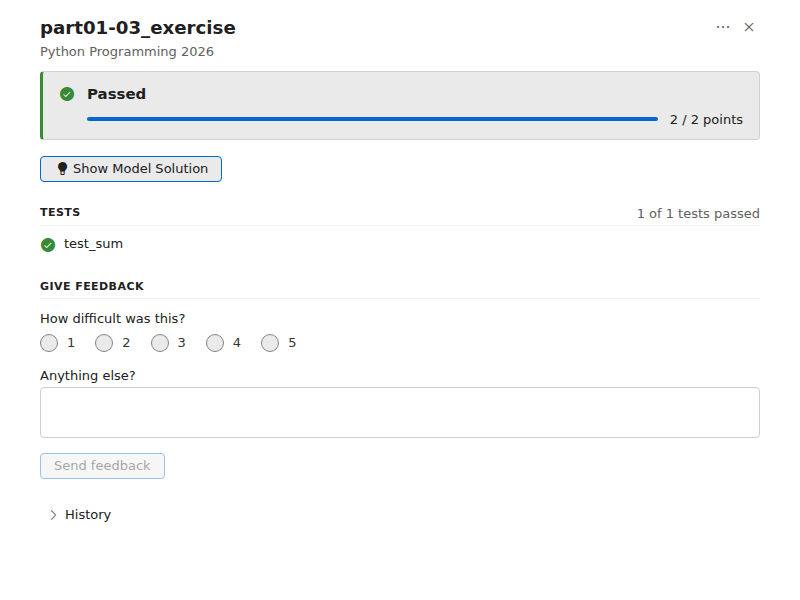 part01-03_exercise
Python Programming 2026
Passed
2 / 2 points
Show Model Solution
TESTS
1 of 1 tests passed
test_sum
GIVE FEEDBACK
How difficult was this?
1 2 3 4 5
Anything else?
Send feedback
History